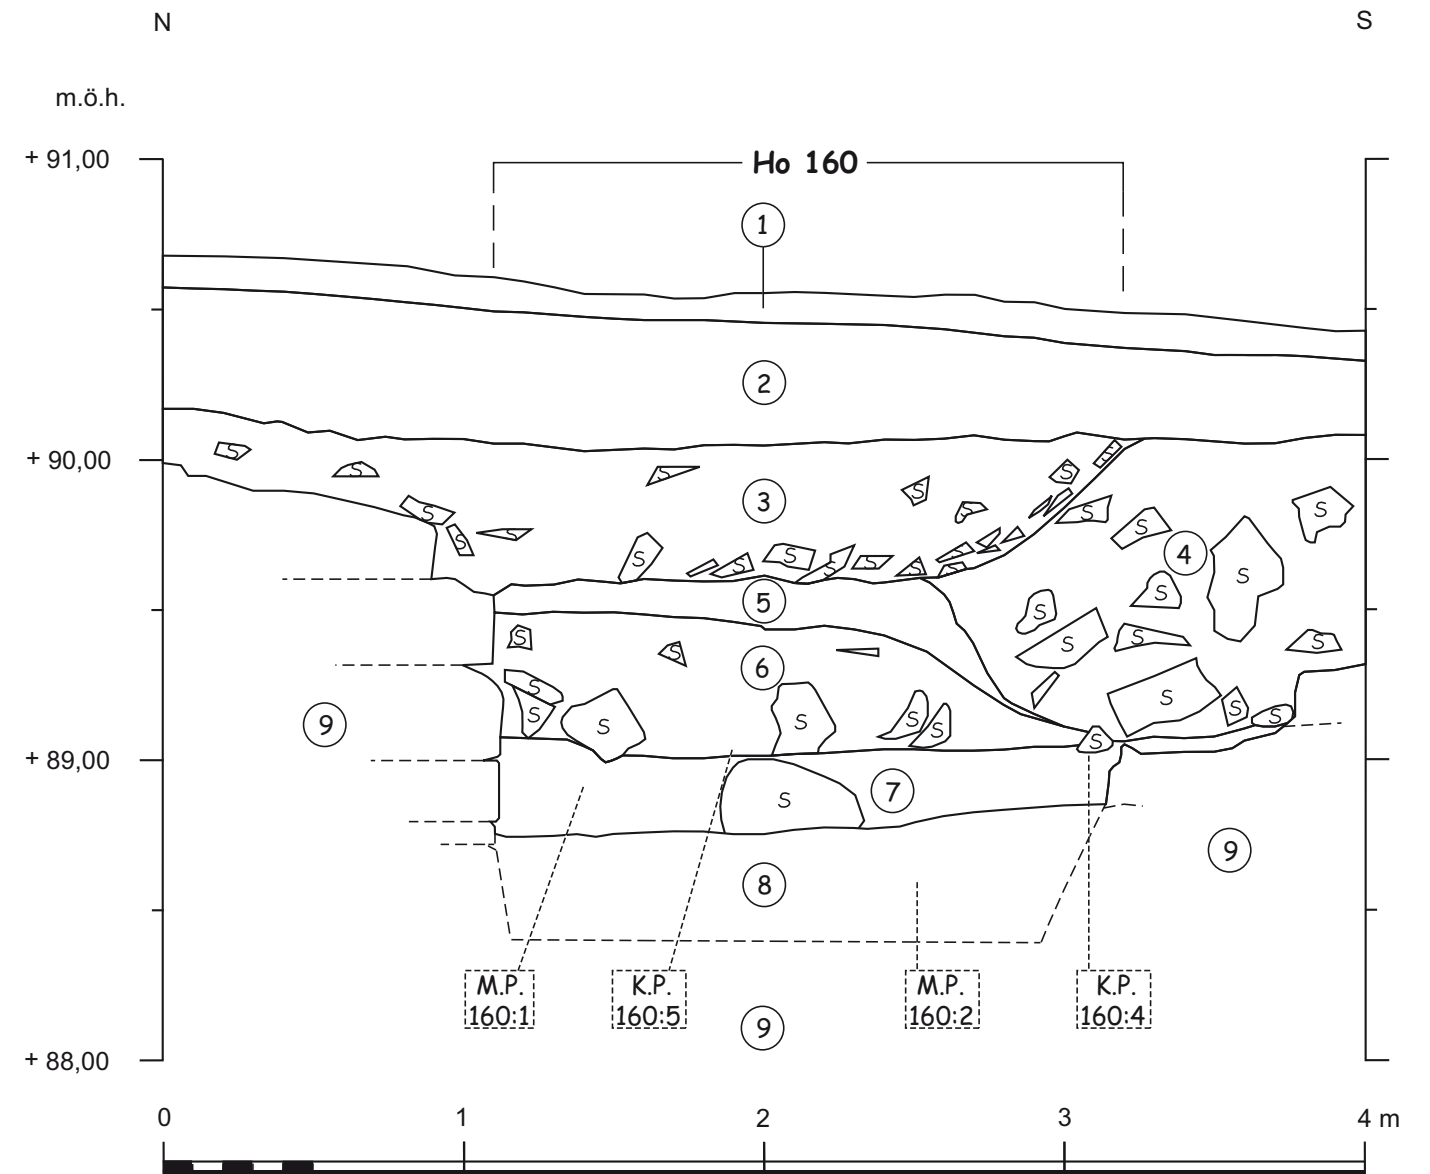 N S
m.ö.h.
+ 91,00
Ho 160
1
2
+ 90,00
S S S S S S
3
S S S S S
4
S S S S S S S S S S
5
S S S S
6
S S S S S
9
S S S S S S S S S
+ 89,00
S
7
9
8
M.P. K.P. M.P. K.P.
160:1 160:5 160:2 160:4
9
+ 88,00
0 1 2 3 4 m